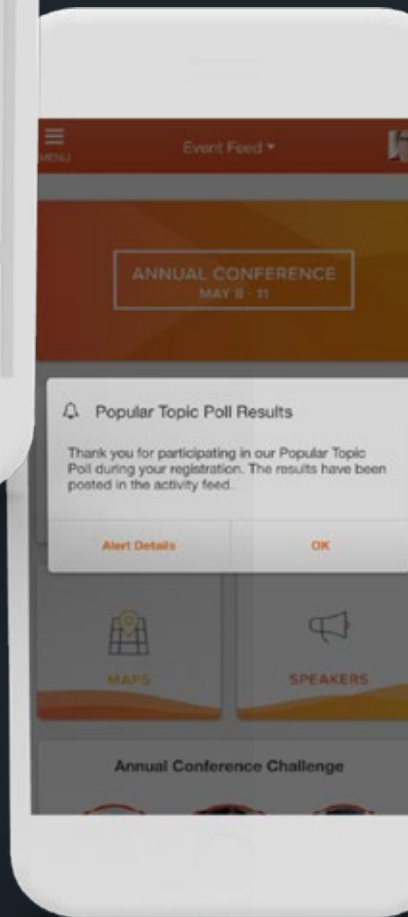 MENU
Event Feed
ANNUAL CONFERENCE
MAY 8 - 11
Popular Topic Poll Results
Thank you for participating in our Popular Topic
Poll during your registration. The results have been
posted in the activity feed.
Alert Details
OK
MAPS
SPEAKERS
Annual Conference Challenge